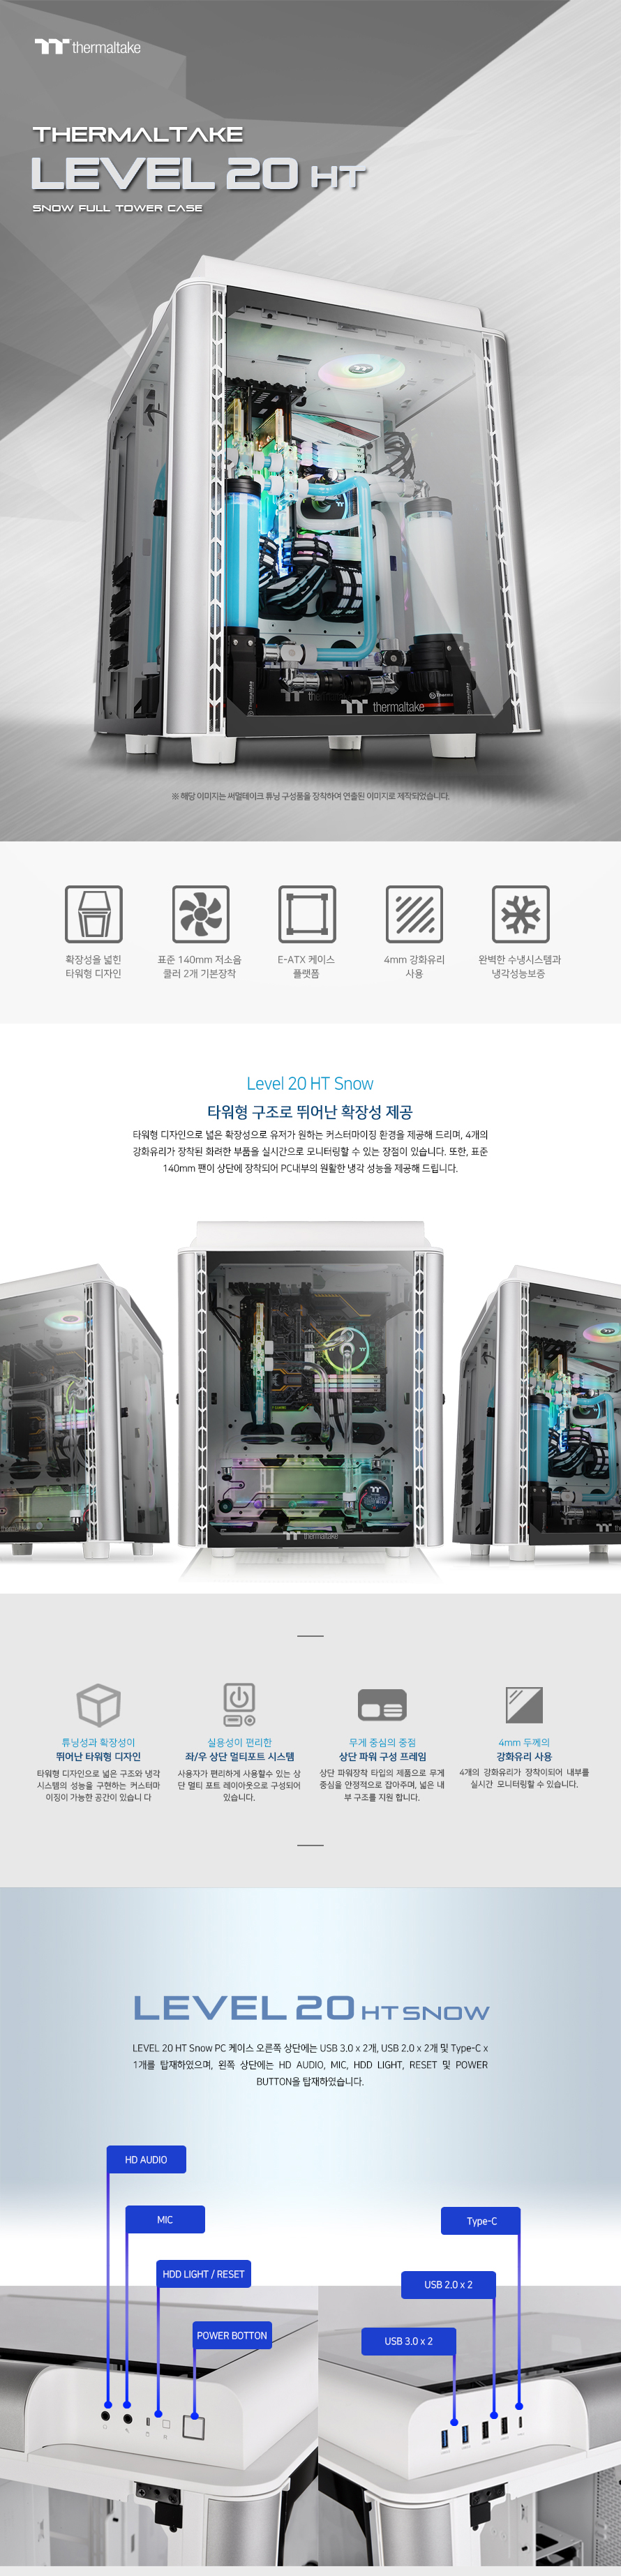 thermaltake
THERMALTAKE
LEVEL 20 HT
SNOW FULL TOWER CASE
thermaltake
※ 해당 이미지는 써멀테이크 튜닝 구성품을 장착하여 연출된 이미지로 제작되었습니다.
확장성을 넓힌
타워형 디자인
표준 140mm 저소음
쿨러 2개 기본장착
E-ATX 케이스
플랫폼
4mm 강화유리
사용
완벽한 수냉시스템과
냉각성능보증
Level 20 HT Snow
타워형 구조로 뛰어난 확장성 제공
타워형 디자인으로 넓은 확장성으로 유저가 원하는 커스터마이징 환경을 제공해 드리며, 4개의
강화유리가 장착된 화려한 부품을 실시간으로 모니터링할 수 있는 장점이 있습니다. 또한, 표준
140mm 팬이 상단에 장착되어 PC내부의 원활한 냉각 성능을 제공해 드립니다.
thermaltake
튜닝성과 확장성이
뛰어난 타워형 디자인
타워형 디자인으로 넓은 구조와 냉각
시스템의 성능을 구현하는 커스터마
이징이 가능한 공간이 있습니 다
실용성이 편리한
좌/우 상단 멀티포트 시스템
사용자가 편리하게 사용할수 있는 상
단 멀티 포트 레이아웃으로 구성되어
있습니다.
무게 중심의 중점
상단 파워 구성 프레임
상단 파워장착 타입의 제품으로 무게
중심을 안정적으로 잡아주며, 넓은 내
부 구조를 지원 합니다.
4mm 두께의
강화유리 사용
4개의 강화유리가 장착이되어 내부를
실시간 모니터링할 수 있습니다.
LEVEL 20 HT SNOW
LEVEL 20 HT Snow PC 케이스 오른쪽 상단에는 USB 3.0 x 2개, USB 2.0 x 2개 및 Type-C x
1개를 탑재하였으며, 왼쪽 상단에는 HD AUDIO, MIC, HDD LIGHT, RESET 및 POWER
BUTTON을 탑재하었습니다.
HD AUDIO
MIC
Type-C
HDD LIGHT / RESET
USB 2.0 x 2
POWER BOTTON
USB 3.0 x 2